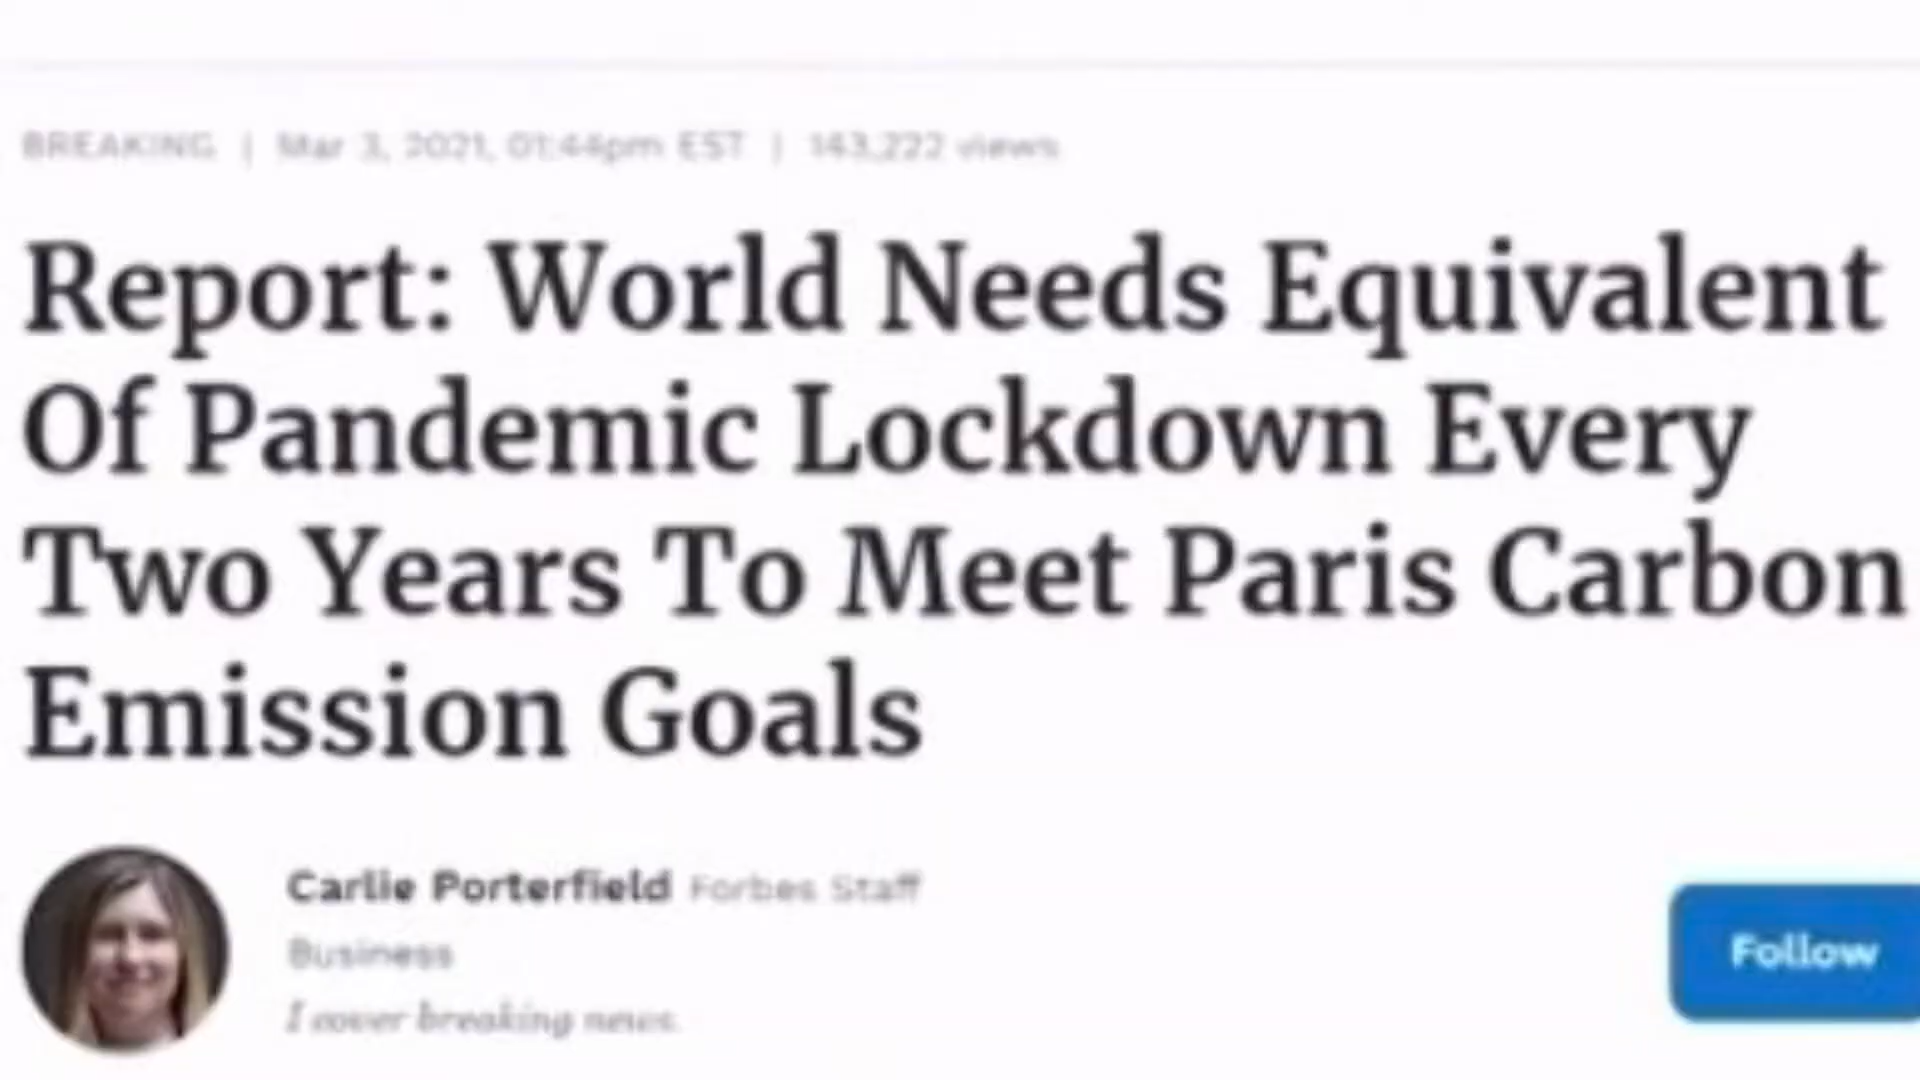 BREAKING | Mar 3, 2021, 01:44pm EST | 143,222 views
Report: World Needs Equivalent
Of Pandemic Lockdown Every
Two Years To Meet Paris Carbon
Emission Goals
Carlie Porterfield Forbes Staff
Business
I cover breaking news.
Follow